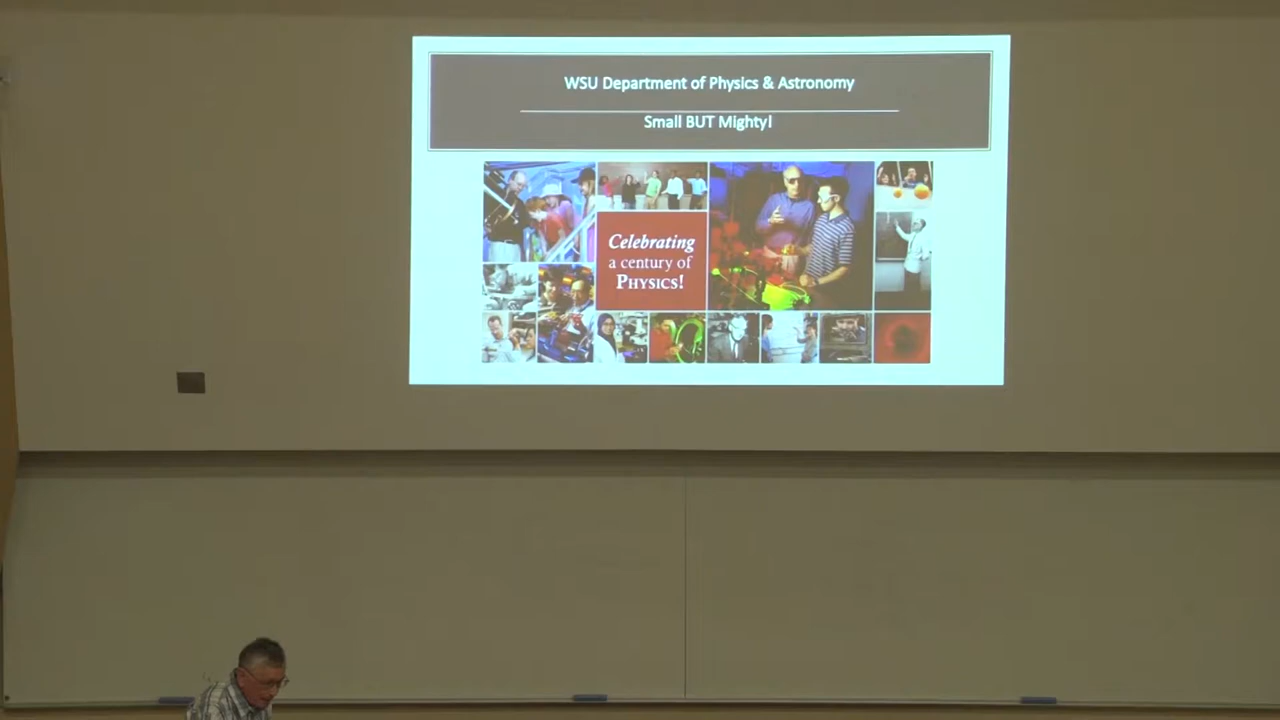 WSU Department of Physics & Astronomy
Small BUT Mighty!
Celebrating
a century of
PHYSICS!